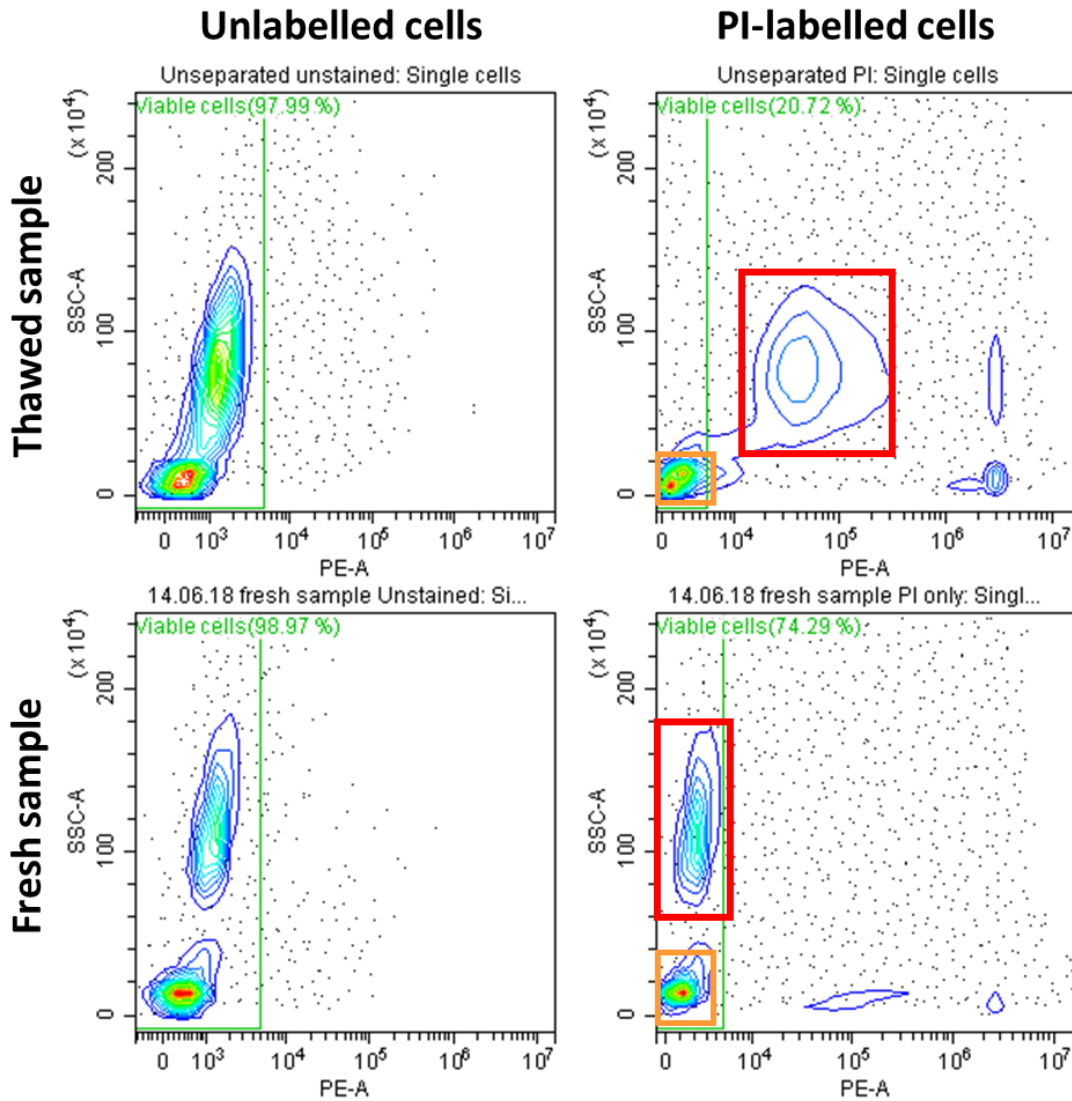 Unlabelled cells
PI-labelled cells
Thawed sample
Unseparated unstained: Single cells
Viable cells(97.99 %)
(x 10⁴)
SSC-A
200
100
0
0 10³ 10⁴ 10⁵ 10⁶ 10⁷
PE-A
Unseparated PI: Single cells
Viable cells(20.72 %)
(x 10⁴)
SSC-A
200
100
0
0 10⁴ 10⁵ 10⁶ 10⁷
PE-A
Fresh sample
14.06.18 fresh sample Unstained: Si...
Viable cells(98.97 %)
(x 10⁴)
SSC-A
200
100
0
0 10³ 10⁴ 10⁵ 10⁶ 10⁷
PE-A
14.06.18 fresh sample PI only: Singl...
Viable cells(74.29 %)
(x 10⁴)
SSC-A
200
100
0
0 10⁴ 10⁵ 10⁶ 10⁷
PE-A